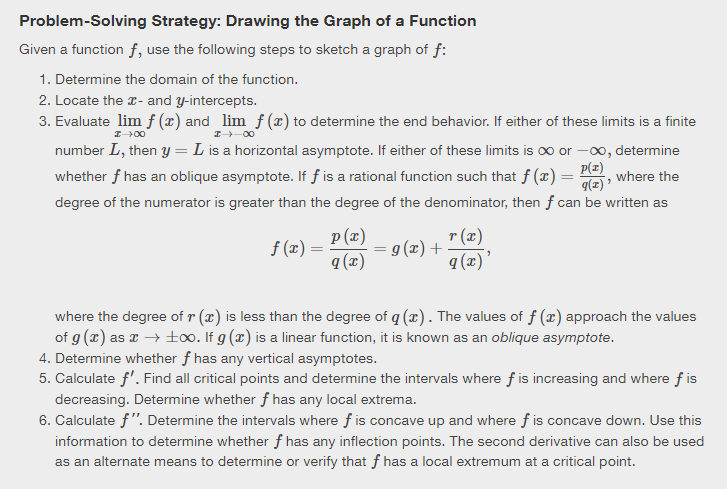 Problem-Solving Strategy: Drawing the Graph of a Function
Given a function f, use the following steps to sketch a graph of f:
1. Determine the domain of the function.
2. Locate the x- and y-intercepts.
3. Evaluate lim x→∞ f (x) and lim x→−∞ f (x) to determine the end behavior. If either of these limits is a finite
number L, then y = L is a horizontal asymptote. If either of these limits is ∞ or −∞, determine
whether f has an oblique asymptote. If f is a rational function such that f (x) = p(x)/q(x), where the
degree of the numerator is greater than the degree of the denominator, then f can be written as
f (x) = p (x)/q (x) = g (x) + r (x)/q (x),
where the degree of r (x) is less than the degree of q (x). The values of f (x) approach the values
of g (x) as x → ±∞. If g (x) is a linear function, it is known as an oblique asymptote.
4. Determine whether f has any vertical asymptotes.
5. Calculate f′. Find all critical points and determine the intervals where f is increasing and where f is
decreasing. Determine whether f has any local extrema.
6. Calculate f″. Determine the intervals where f is concave up and where f is concave down. Use this
information to determine whether f has any inflection points. The second derivative can also be used
as an alternate means to determine or verify that f has a local extremum at a critical point.